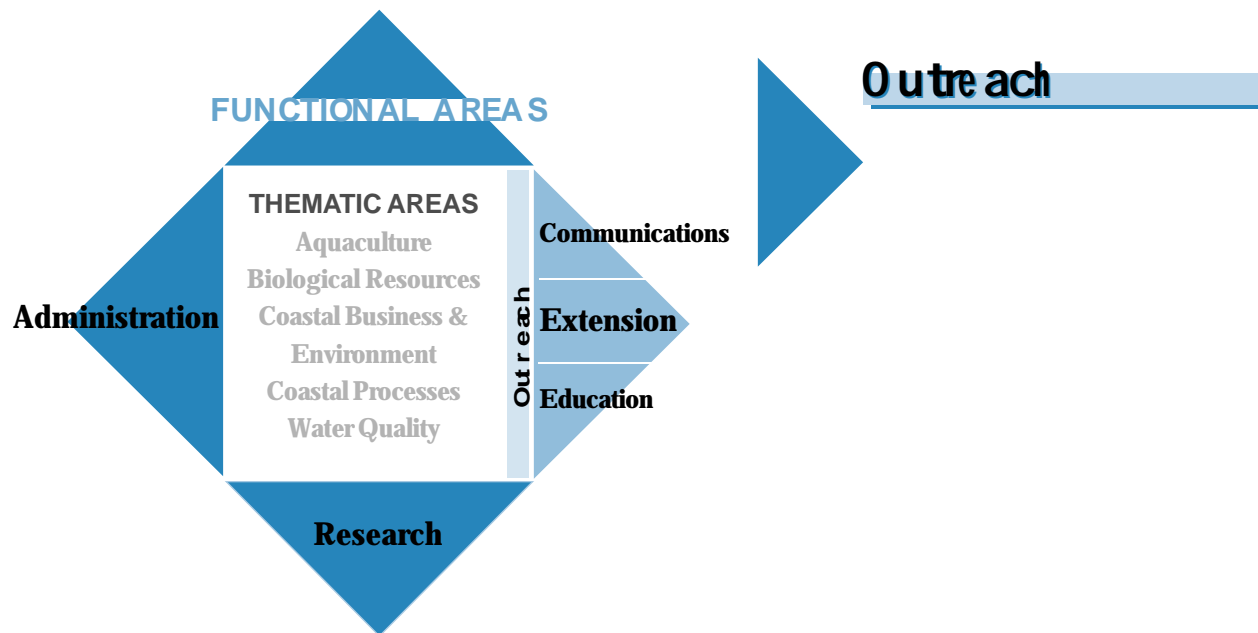 FUNCTIONAL AREAS
THEMATIC AREAS
Aquaculture
Biological Resources
Coastal Business &
Environment
Coastal Processes
Water Quality
Administration
Outreach
Communications
Extension
Education
Research
Outreach